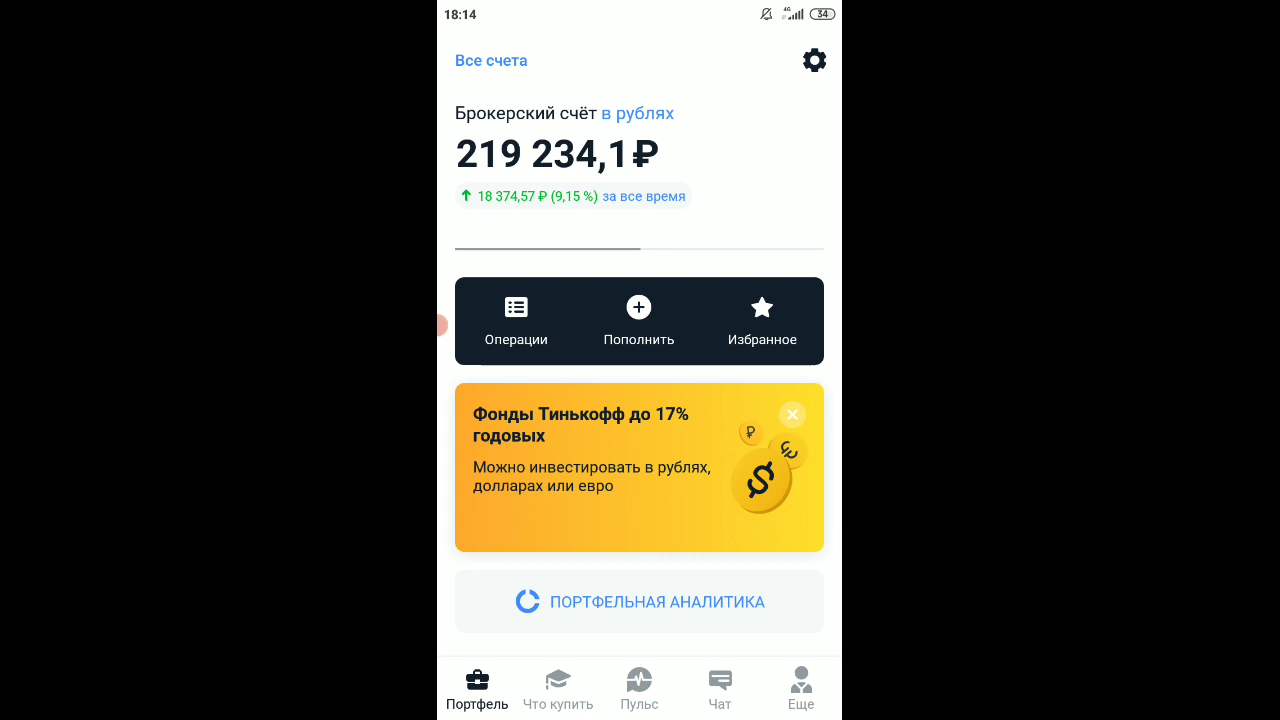 18:14
4G
34
Все счета
Брокерский счёт в рублях
219 234,1 ₽
18 374,57 ₽ (9,15 %) за все время
Операции
Пополнить
Избранное
Фонды Тинькофф до 17%
годовых
Можно инвестировать в рублях,
долларах или евро
ПОРТФЕЛЬНАЯ АНАЛИТИКА
Портфель
Что купить
Пульс
Чат
Еще